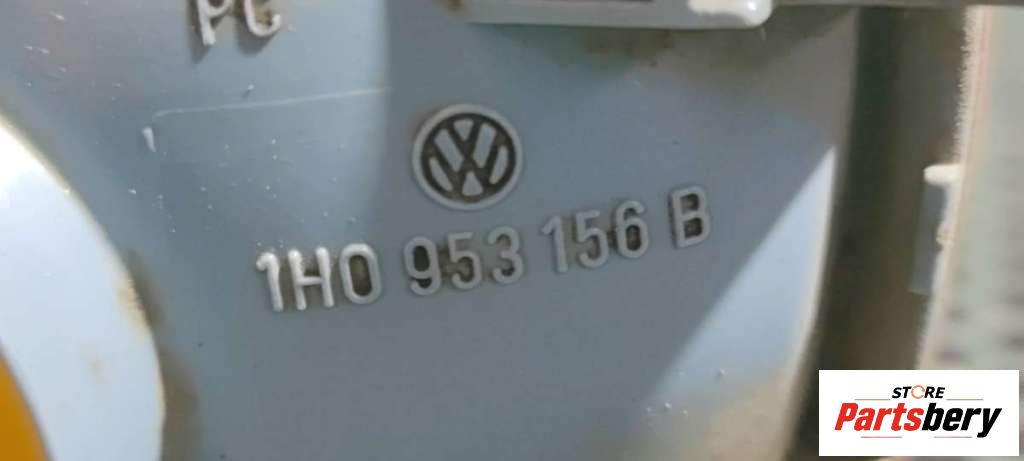 PC
1H0 953 156 B
STORE
Partsbery